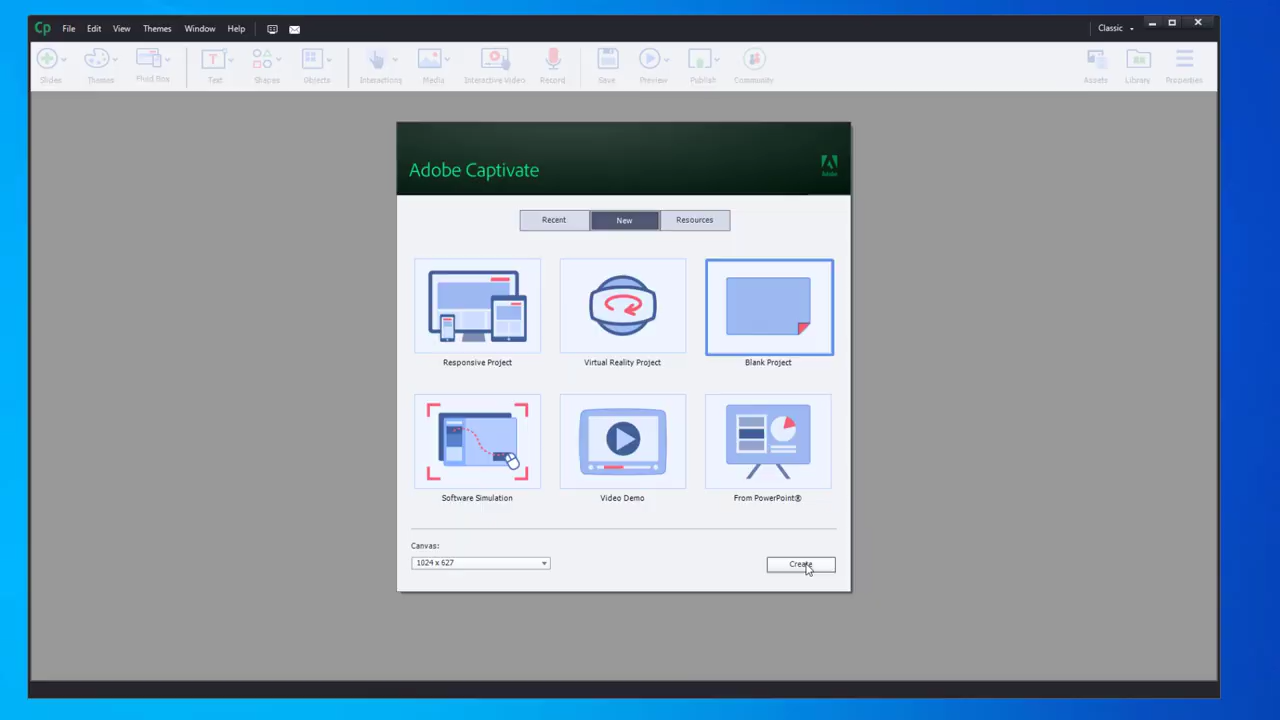 Cp File Edit View Themes Window Help Classic
Slides Themes Fluid Box Text Shapes Objects Interactions Media Interactive Video Record Save Preview Publish Community Assets Library Properties
Adobe Captivate
Adobe
Recent New Resources
Responsive Project Virtual Reality Project Blank Project
Software Simulation Video Demo From PowerPoint®
Canvas:
1024 x 627 Create